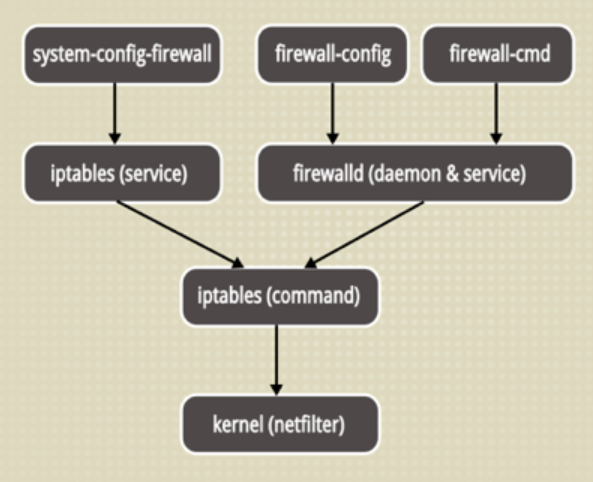 system-config-firewall
firewall-config
firewall-cmd
iptables (service)
firewalld (daemon & service)
iptables (command)
kernel (netfilter)